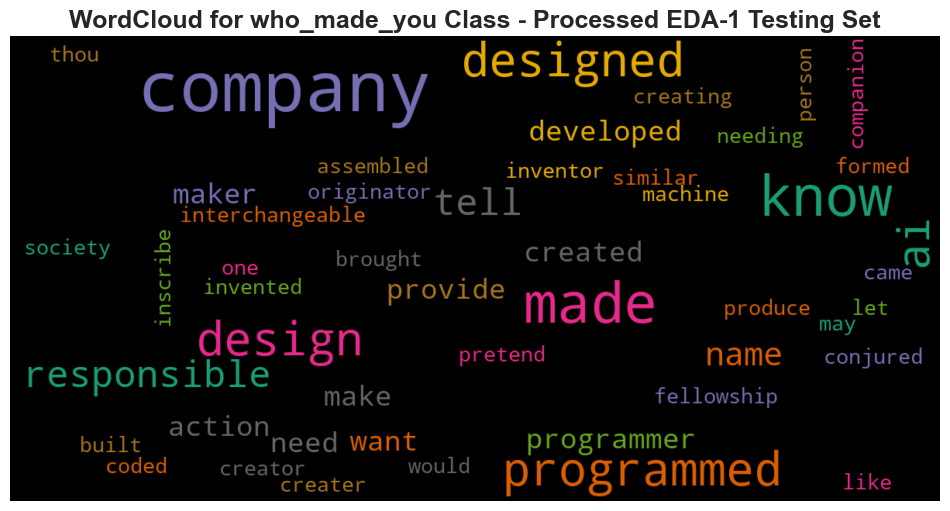 WordCloud for who_made_you Class - Processed EDA-1 Testing Set
thou
company
designed
creating
person
companion
developed
needing
assembled
inventor
similar
formed
maker
originator
machine
know
interchangeable
tell
ai
society
inscribe
brought
created
one
came
invented
provide
made
produce
let
may
design
pretend
name
conjured
responsible
make
fellowship
action
need
want
programmer
built
coded
creator
would
programmed
creater
like